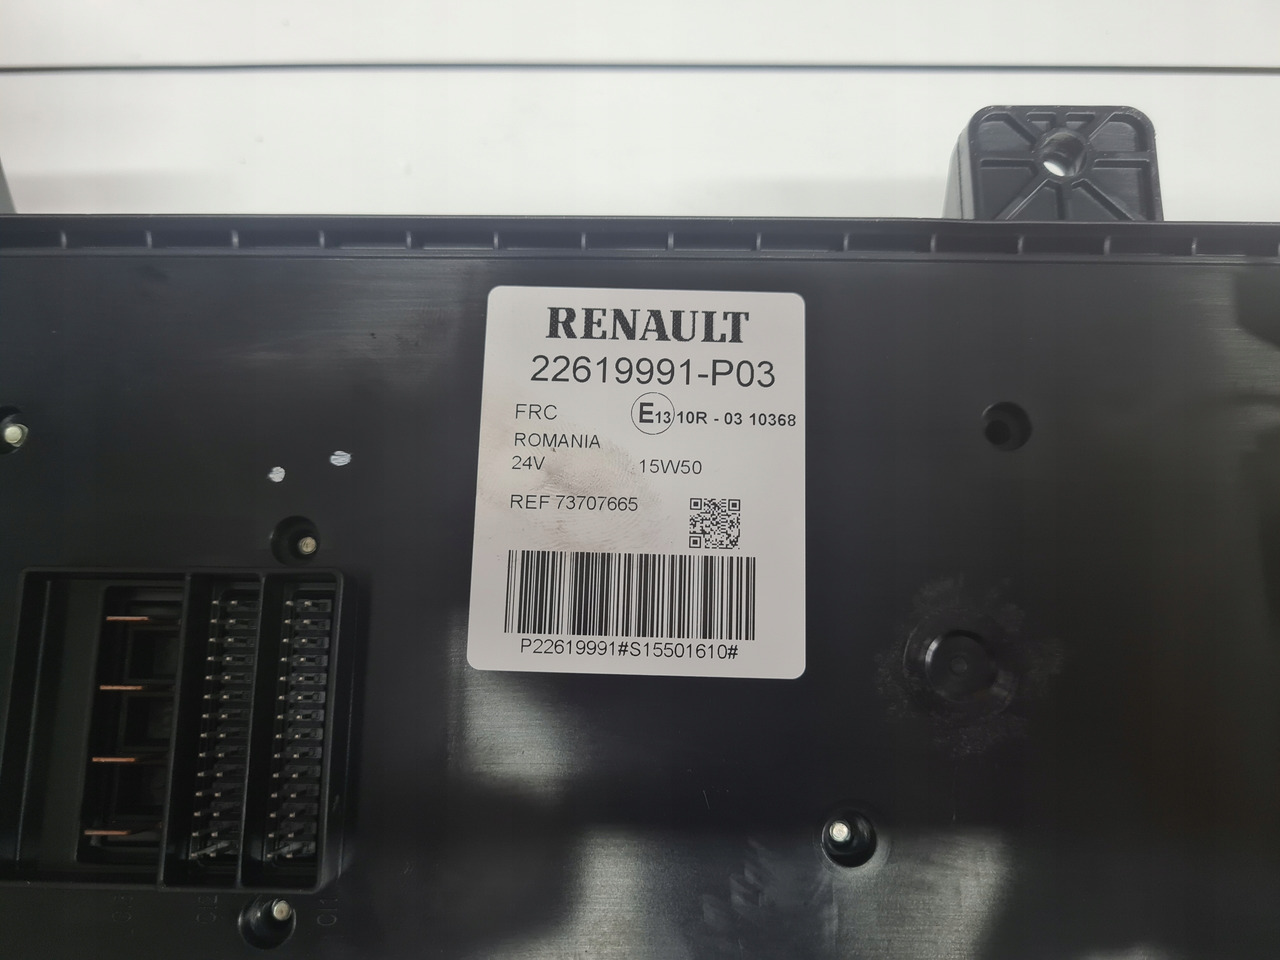 RENAULT
22619991-P03
FRC E13 10R - 03 10368
ROMANIA
24V 15W50
REF 73707665
P22619991#S15501610#